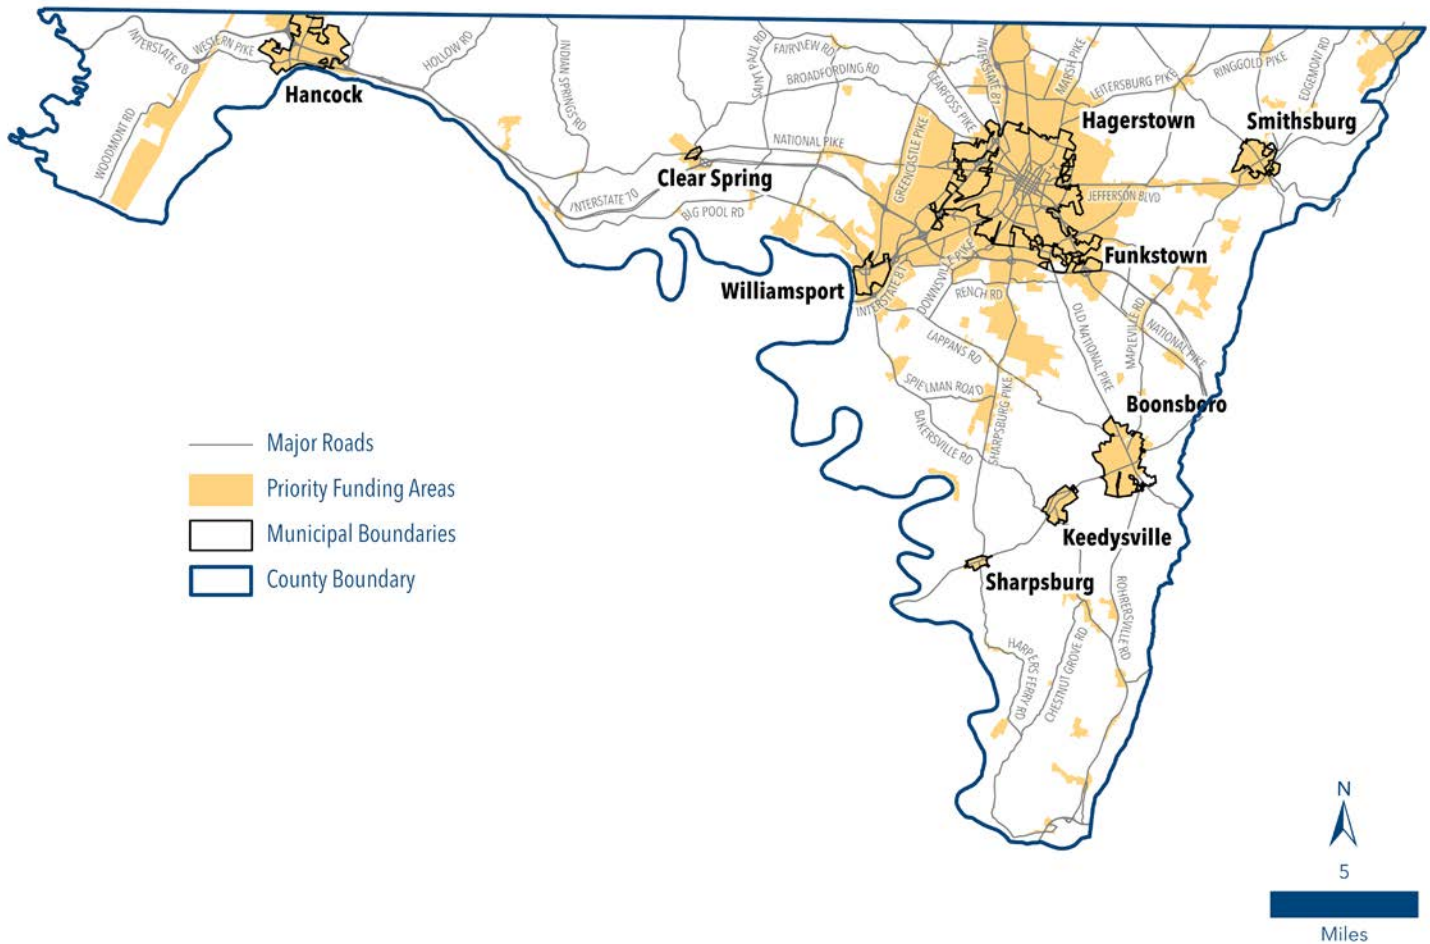 INTERSTATE 68
WESTERN PIKE
WOODMONT RD
Hancock
HOLLOW RD
INDIAN SPRINGS RD
SAINT PAUL RD
FAIRVIEW RD
BROADFORDING RD
CEARFOSS PIKE
INTERSTATE 81
MARSH PIKE
LEITERSBURG PIKE
RINGGOLD PIKE
EDGEMONT RD
Hagerstown
Smithsburg
NATIONAL PIKE
GREENCASTLE PIKE
Clear Spring
INTERSTATE 70
BIG POOL RD
JEFFERSON BLVD
Funkstown
Williamsport
INTERSTATE 81
DOWNSVILLE PIKE
RENCH RD
OLD NATIONAL PIKE
MAPLEVILLE RD
NATIONAL PIKE
LAPPANS RD
SPIELMAN ROAD
SHARPSBURG PIKE
BAKERSVILLE RD
Boonsboro
Keedysville
Sharpsburg
ROHRERSVILLE RD
HARPERS FERRY RD
CHESTNUT GROVE RD
Major Roads
Priority Funding Areas
Municipal Boundaries
County Boundary
N
5
Miles